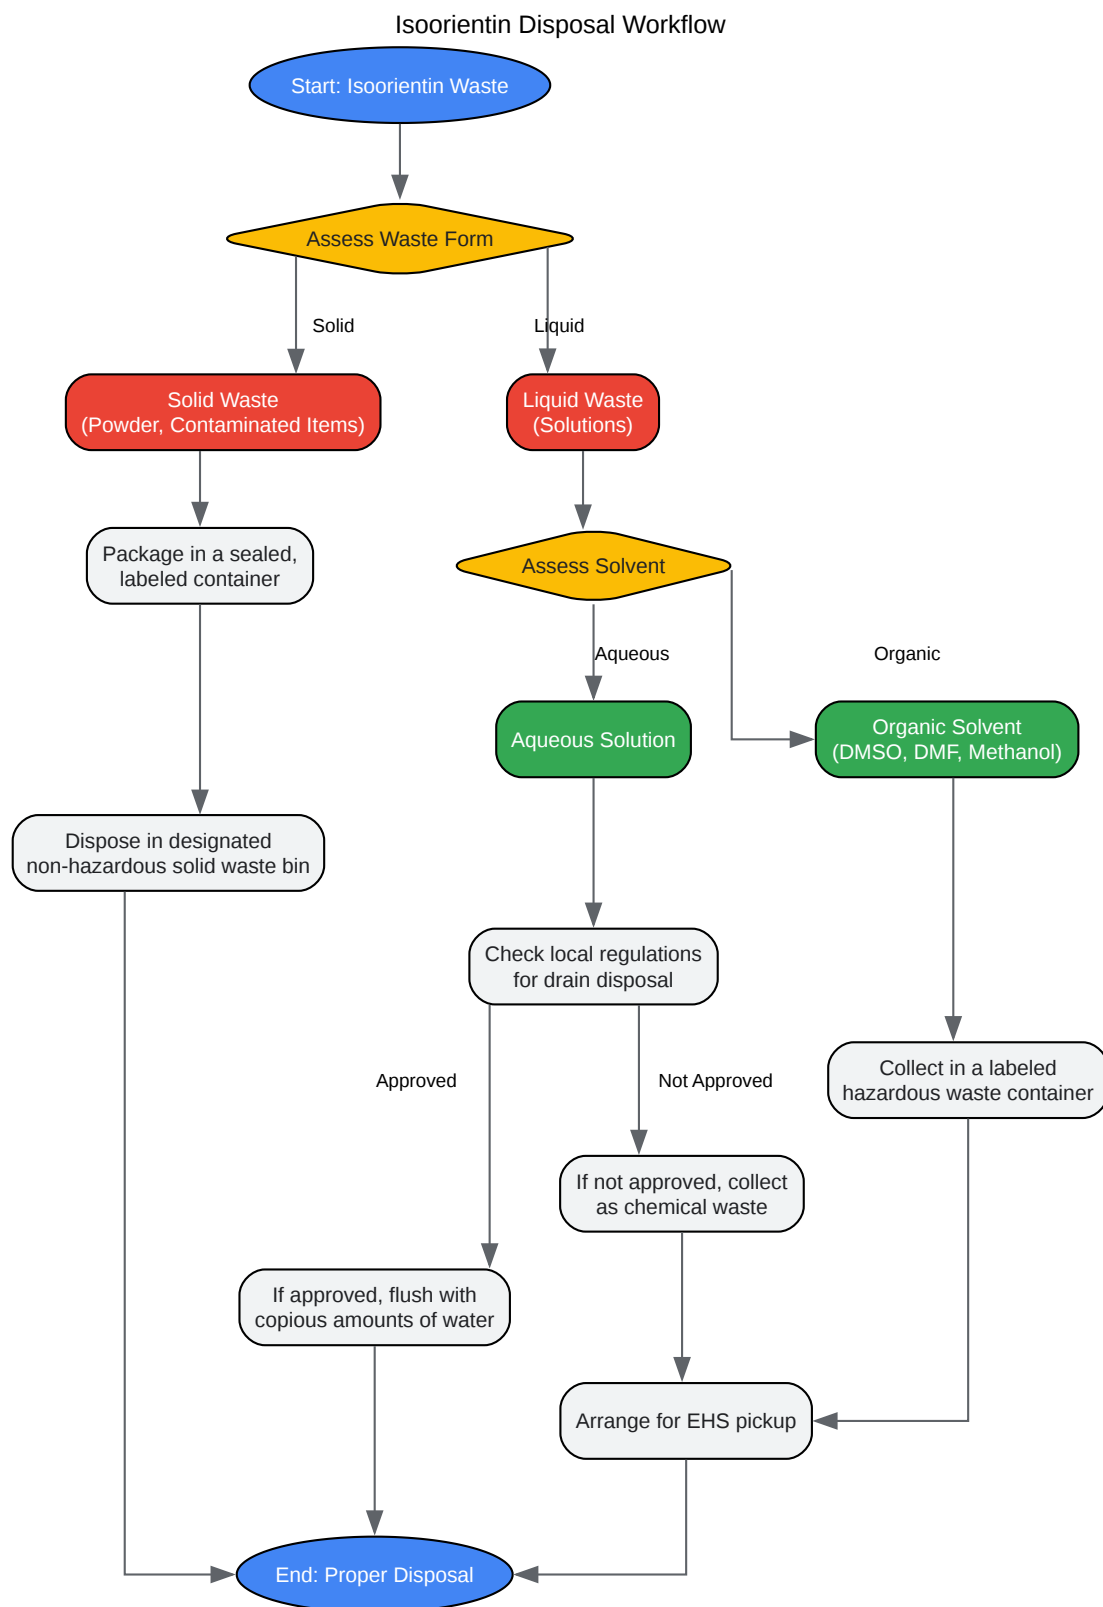 Isoorientin Disposal Workflow
Start: Isoorientin Waste
Assess Waste Form
Solid
Liquid
Solid Waste
(Powder, Contaminated Items)
Liquid Waste
(Solutions)
Package in a sealed,
labeled container
Assess Solvent
Aqueous
Organic
Aqueous Solution
Organic Solvent
(DMSO, DMF, Methanol)
Dispose in designated
non-hazardous solid waste bin
Check local regulations
for drain disposal
Approved
Not Approved
Collect in a labeled
hazardous waste container
If not approved, collect
as chemical waste
If approved, flush with
copious amounts of water
Arrange for EHS pickup
End: Proper Disposal